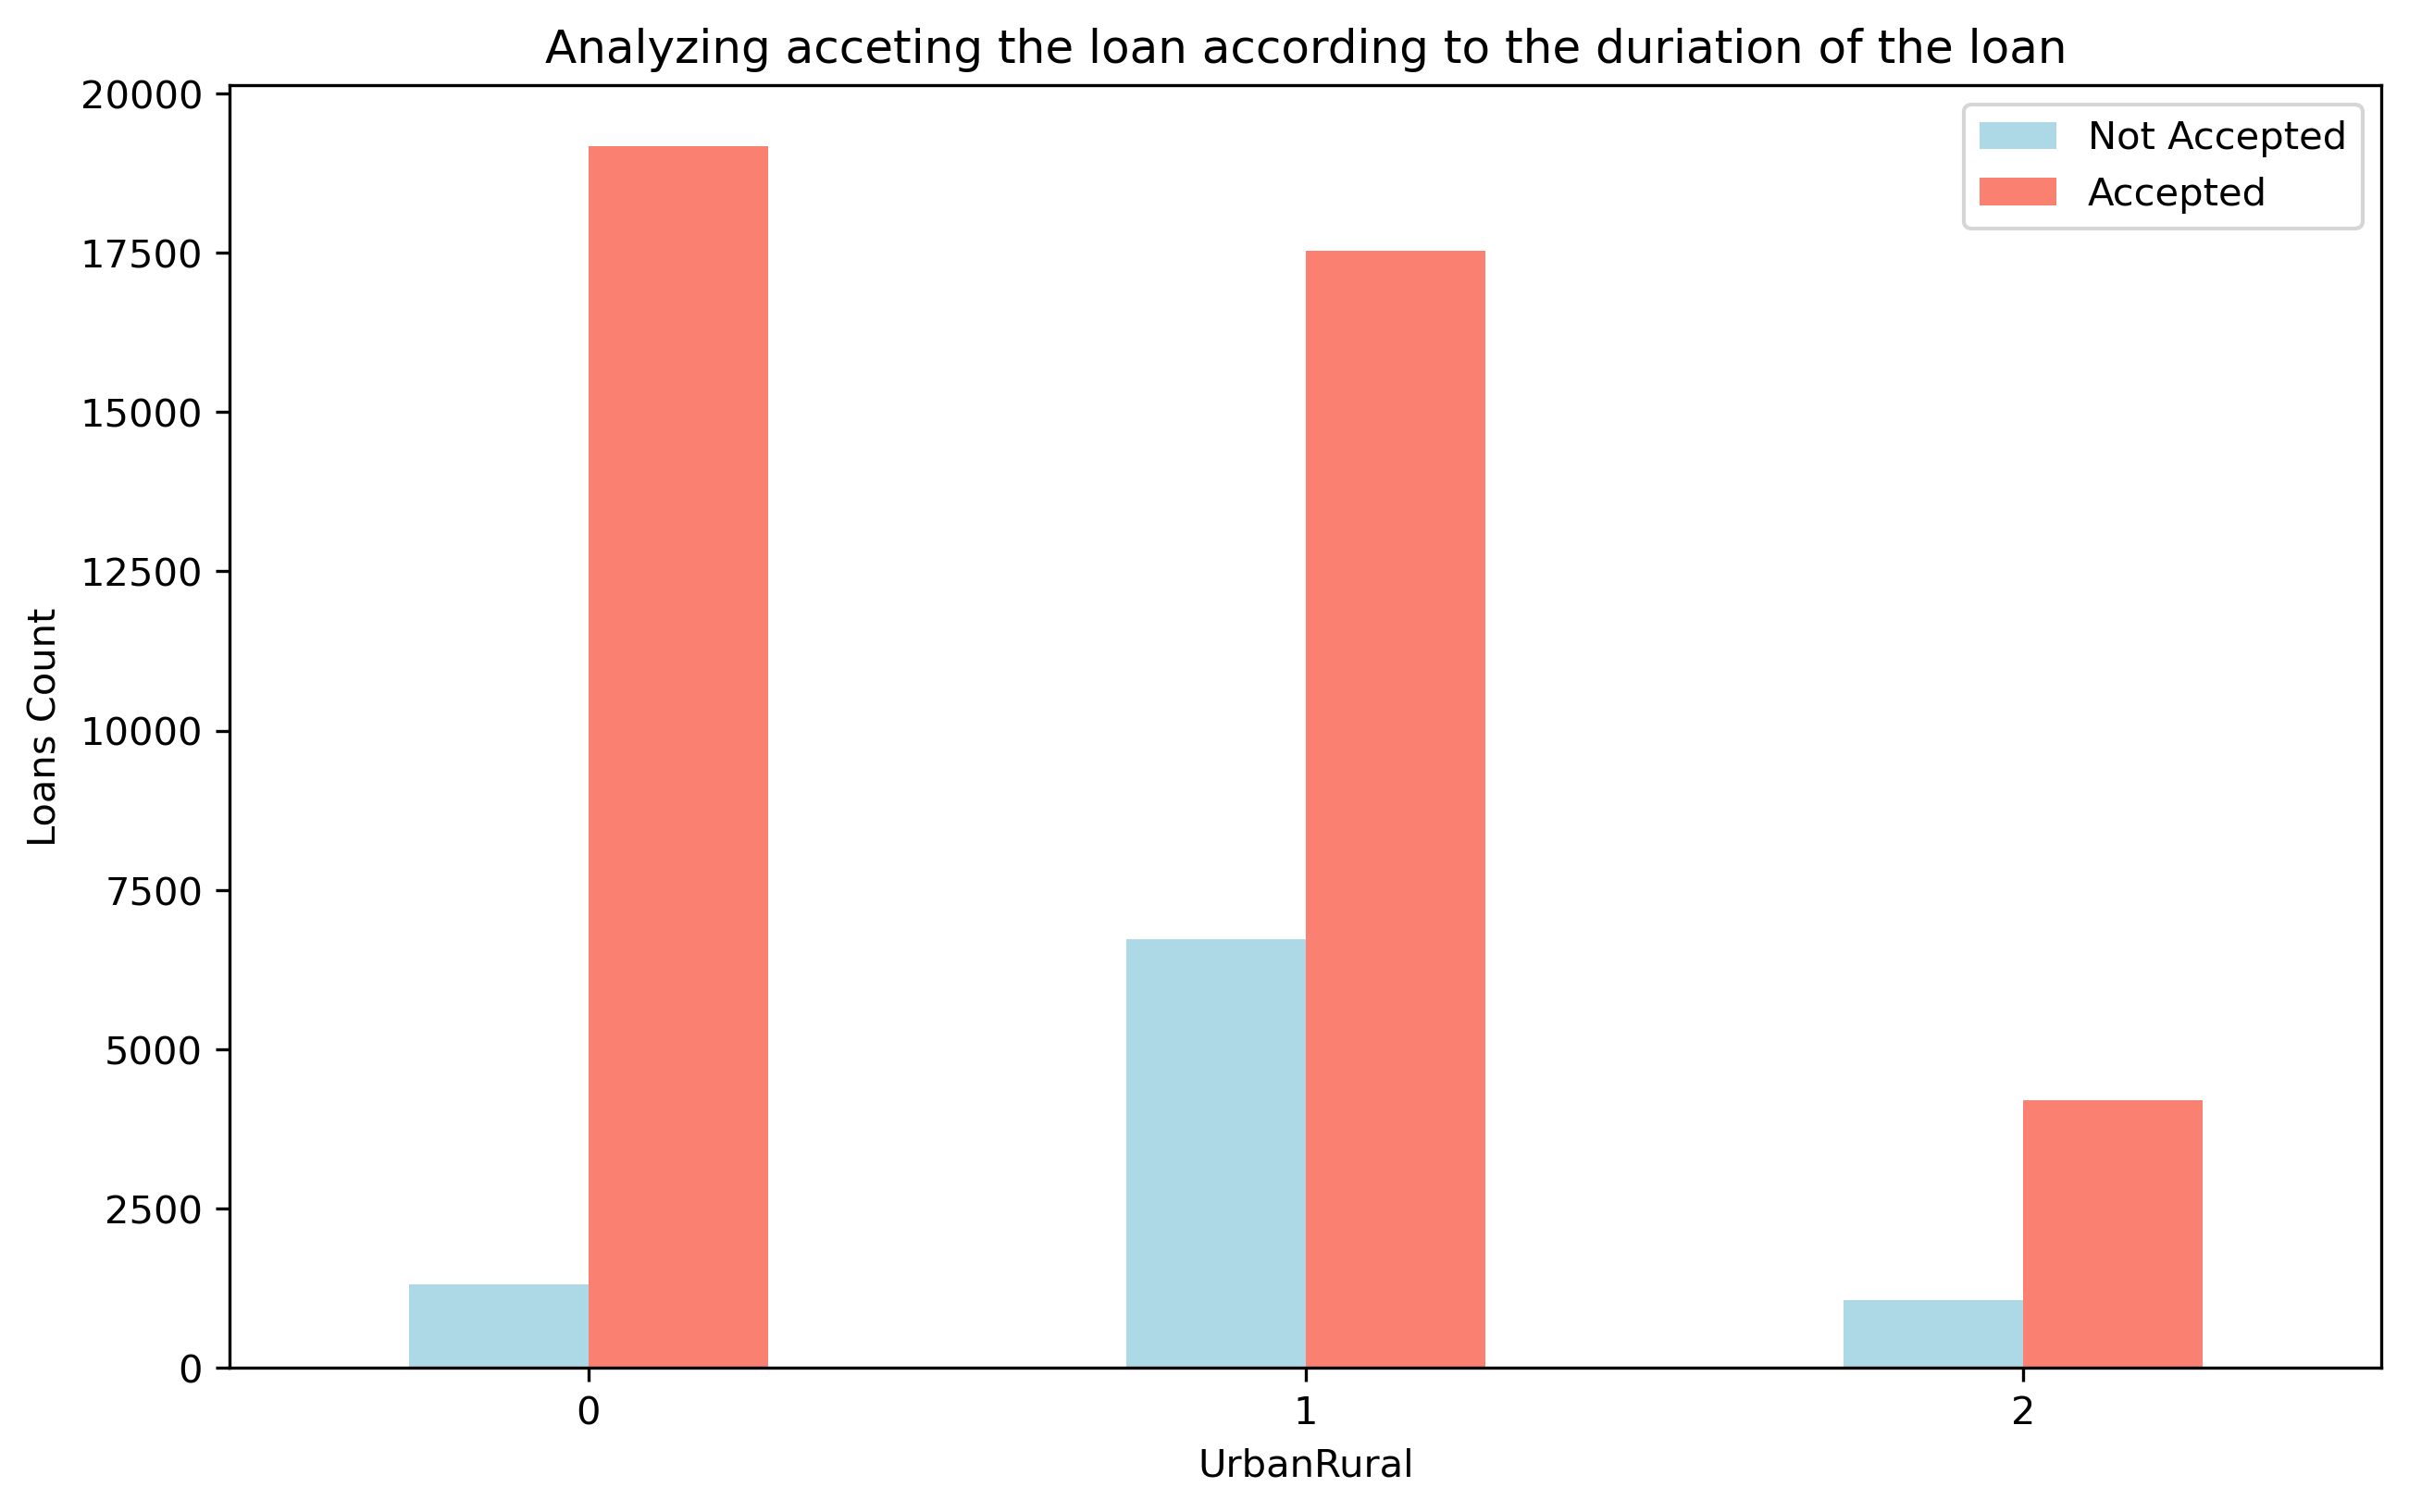 Analyzing acceting the loan according to the duriation of the loan
20000
17500
15000
12500
10000
7500
5000
2500
0
Loans Count
Not Accepted
Accepted
0
1
2
UrbanRural